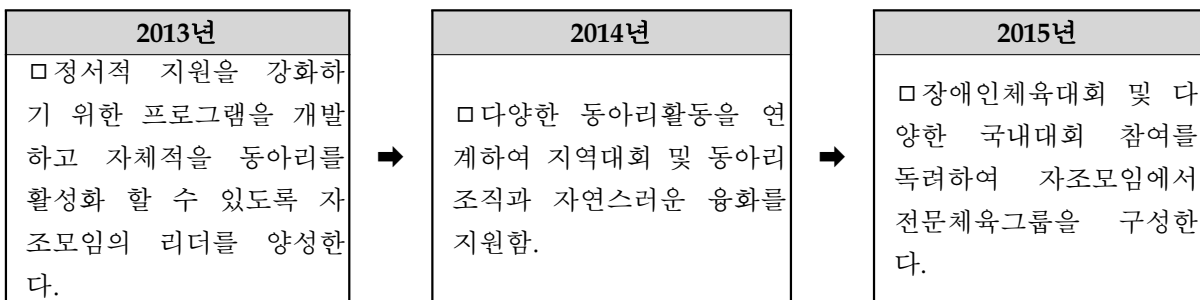 2013년
□정서적 지원을 강화하
기 위한 프로그램을 개발
하고 자체적을 동아리를
활성화 할 수 있도록 자
조모임의 리더를 양성한
다.
➡
2014년
□다양한 동아리활동을 연
계하여 지역대회 및 동아리
조직과 자연스러운 융화를
지원함.
➡
2015년
□장애인체육대회 및 다
양한 국내대회 참여를
독려하여 자조모임에서
전문체육그룹을 구성한
다.